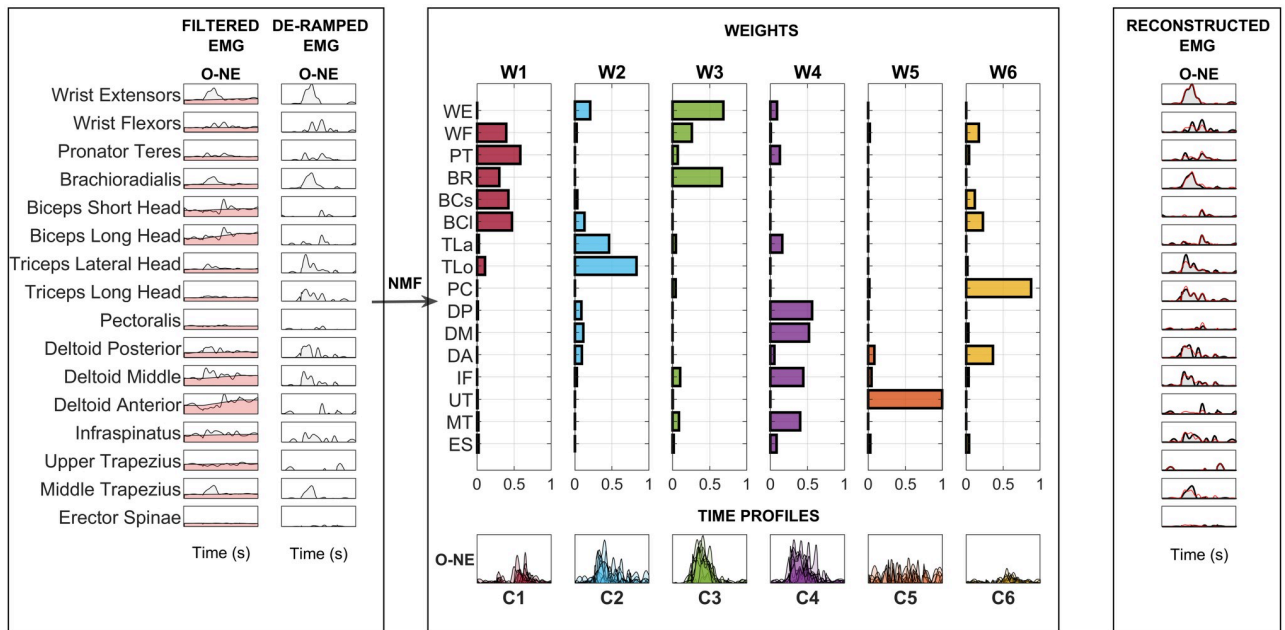 FILTERED EMG
DE-RAMPED EMG
O-NE
O-NE
Wrist Extensors
Wrist Flexors
Pronator Teres
Brachioradialis
Biceps Short Head
Biceps Long Head
Triceps Lateral Head
Triceps Long Head
Pectoralis
Deltoid Posterior
Deltoid Middle
Deltoid Anterior
Infraspinatus
Upper Trapezius
Middle Trapezius
Erector Spinae
Time (s)
Time (s)
NMF
WEIGHTS
W1 W2 W3 W4 W5 W6
WE
WF
PT
BR
BCs
BCl
TLa
TLo
PC
DP
DM
DA
IF
UT
MT
ES
0 0.5 1 0 0.5 1 0 0.5 1 0 0.5 1 0 0.5 1 0 0.5 1
TIME PROFILES
O-NE
C1 C2 C3 C4 C5 C6
RECONSTRUCTED
EMG
O-NE
Time (s)